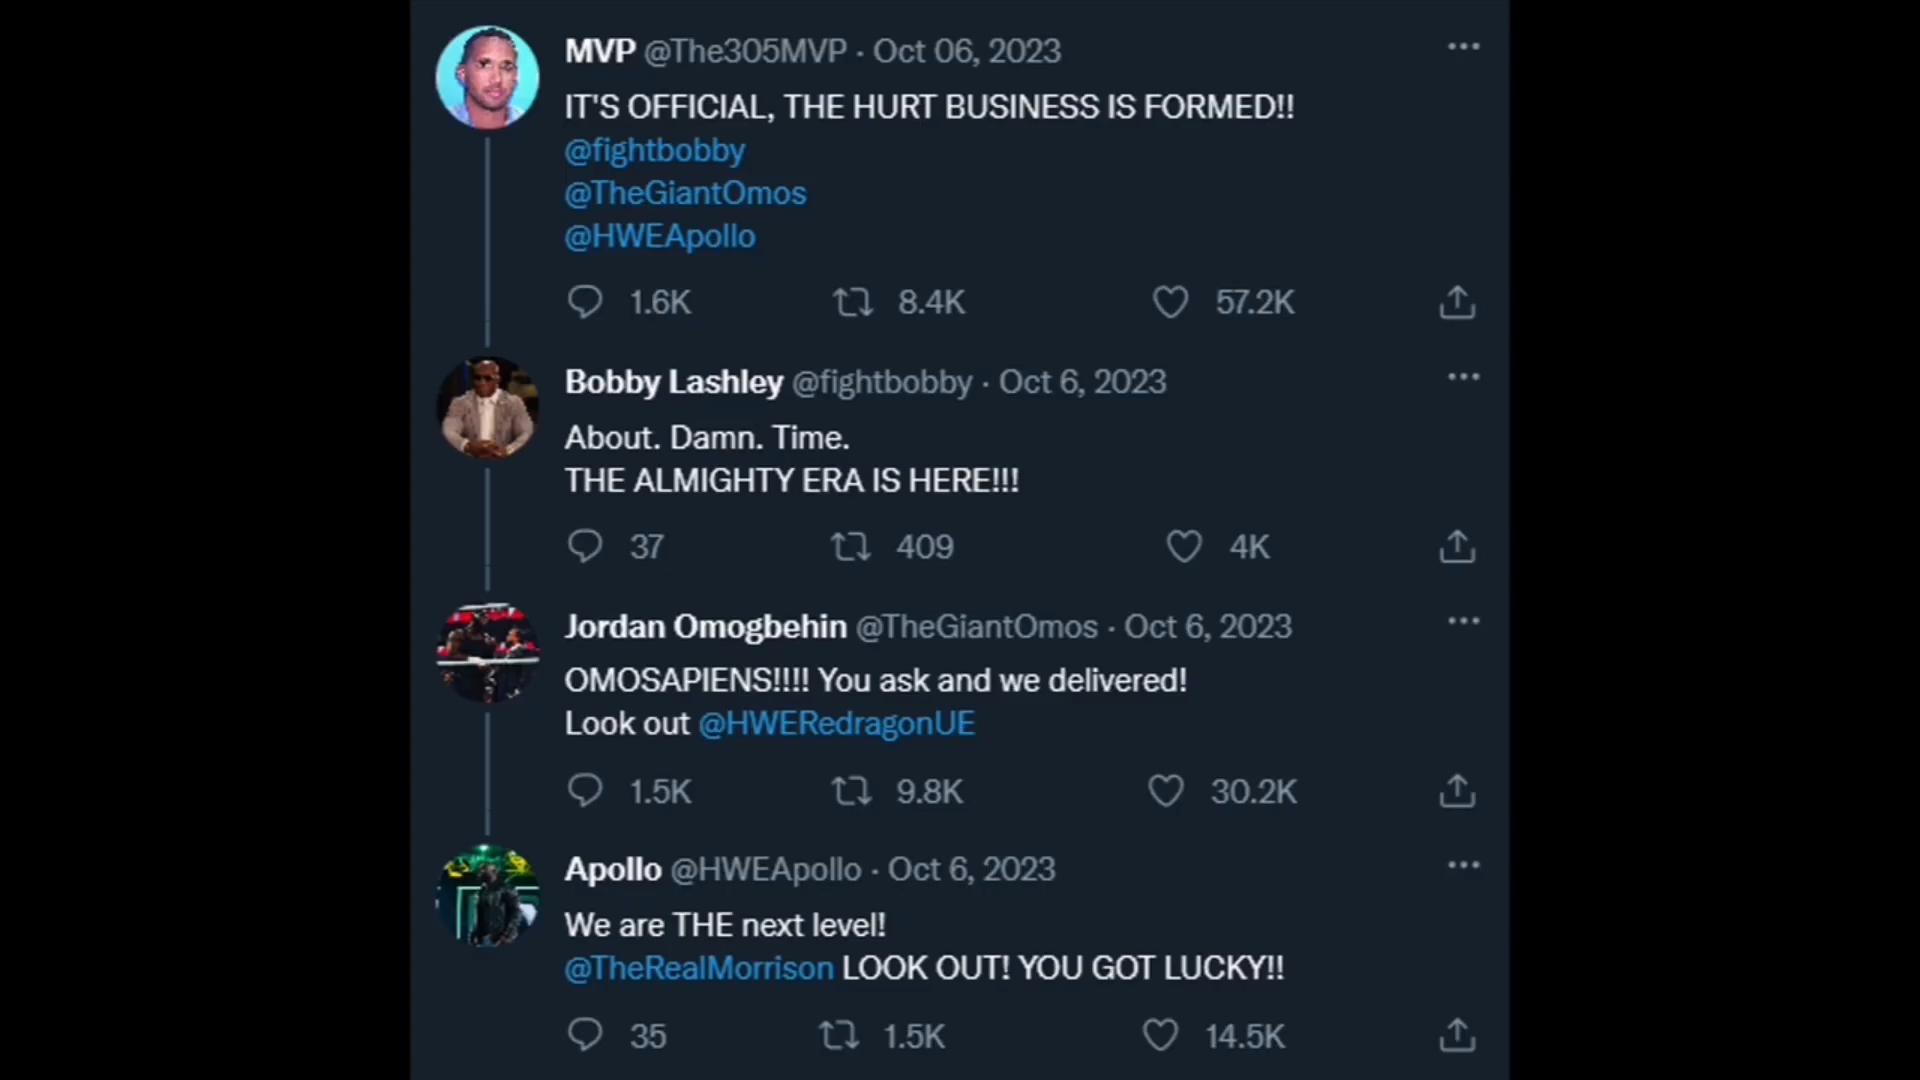 MVP @The305MVP · Oct 06, 2023
IT'S OFFICIAL, THE HURT BUSINESS IS FORMED!!
@fightbobby
@TheGiantOmos
@HWEApollo
1.6K 8.4K 57.2K
Bobby Lashley @fightbobby · Oct 6, 2023
About. Damn. Time.
THE ALMIGHTY ERA IS HERE!!!
37 409 4K
Jordan Omogbehin @TheGiantOmos · Oct 6, 2023
OMOSAPIENS!!!! You ask and we delivered!
Look out @HWERedragonUE
1.5K 9.8K 30.2K
Apollo @HWEApollo · Oct 6, 2023
We are THE next level!
@TheRealMorrison LOOK OUT! YOU GOT LUCKY!!
35 1.5K 14.5K